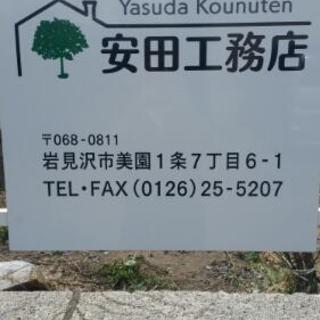 Yasuda Kounuten
安田工務店
〒068-0811
岩見沢市美園1条7丁目6-1
TEL・FAX(0126)25-5207